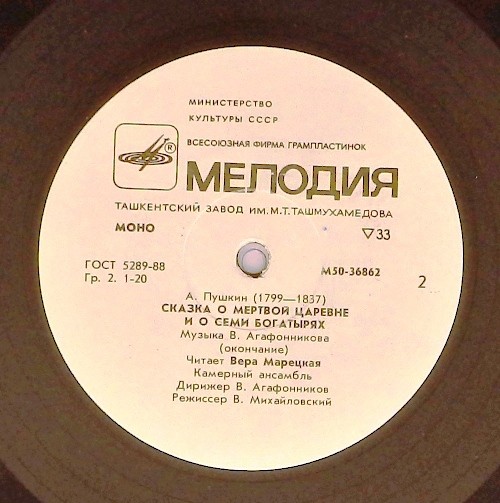 МИНИСТЕРСТВО
КУЛЬТУРЫ СССР
ВСЕСОЮЗНАЯ ФИРМА ГРАМПЛАСТИНОК
®
МЕЛОДИЯ
ТАШКЕНТСКИЙ ЗАВОД ИМ.М.Т.ТАШМУХАМЕДОВА
МОНО ▽33
ГОСТ 5289-88 М50-36862
Гр. 2. 1-20 2
А. Пушкин (1799—1837)
СКАЗКА О МЕРТВОЙ ЦАРЕВНЕ
И О СЕМИ БОГАТЫРЯХ
Музыка В. Агафонникова
(окончание)
Читает Вера Марецкая
Камерный ансамбль
Дирижер В. Агафонников
Режиссер В. Михайловский